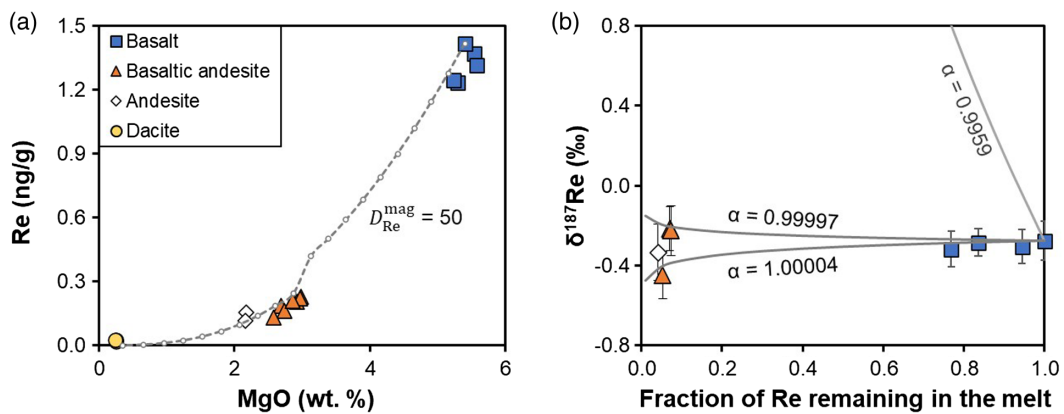 (a)
1.5
1.2
0.9
0.6
0.3
0.0
Re (ng/g)
Basalt
Basaltic andesite
Andesite
Dacite
D_Re^mag = 50
0 2 4 6
MgO (wt. %)
(b)
0.8
0.4
0.0
-0.4
-0.8
δ¹⁸⁷Re (‰)
α = 0.9959
α = 0.99997
α = 1.00004
0.0 0.2 0.4 0.6 0.8 1.0
Fraction of Re remaining in the melt